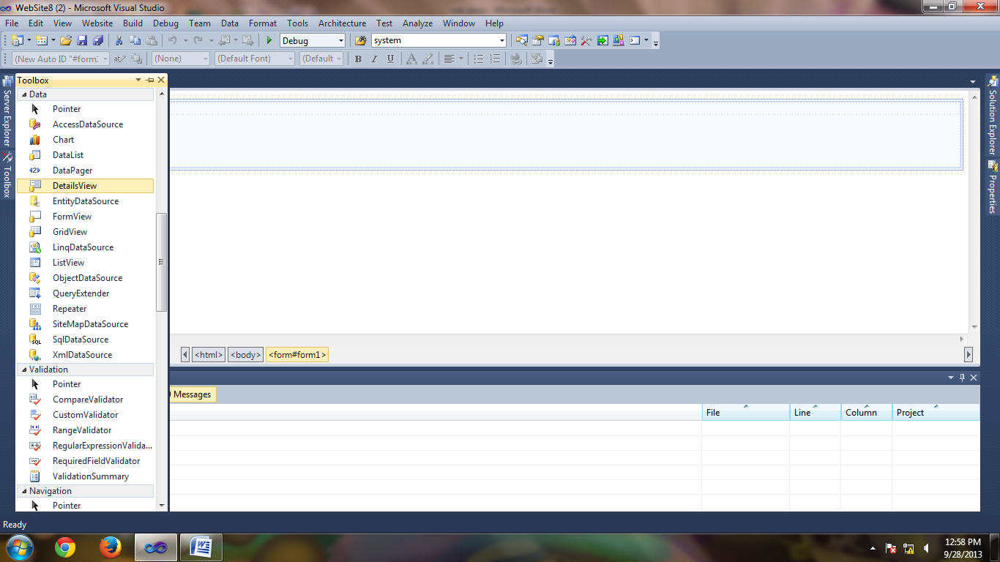 WebSite8 (2) - Microsoft Visual Studio
File Edit View Website Build Debug Team Data Format Tools Architecture Test Analyze Window Help
Debug system
(New Auto ID "#form: (None) (Default Font) (Default B I U A
Toolbox
Server Explorer
Toolbox
Data
Pointer
AccessDataSource
Chart
DataList
DataPager
DetailsView
EntityDataSource
FormView
GridView
LinqDataSource
ListView
ObjectDataSource
QueryExtender
Repeater
SiteMapDataSource
SqlDataSource
XmlDataSource
Validation
Pointer
CompareValidator
CustomValidator
RangeValidator
RegularExpressionValida...
RequiredFieldValidator
ValidationSummary
Navigation
Pointer
Solution Explorer
Properties
<html> <body> <form#form1>
Messages
File Line Column Project
Ready
12:58 PM
9/28/2013